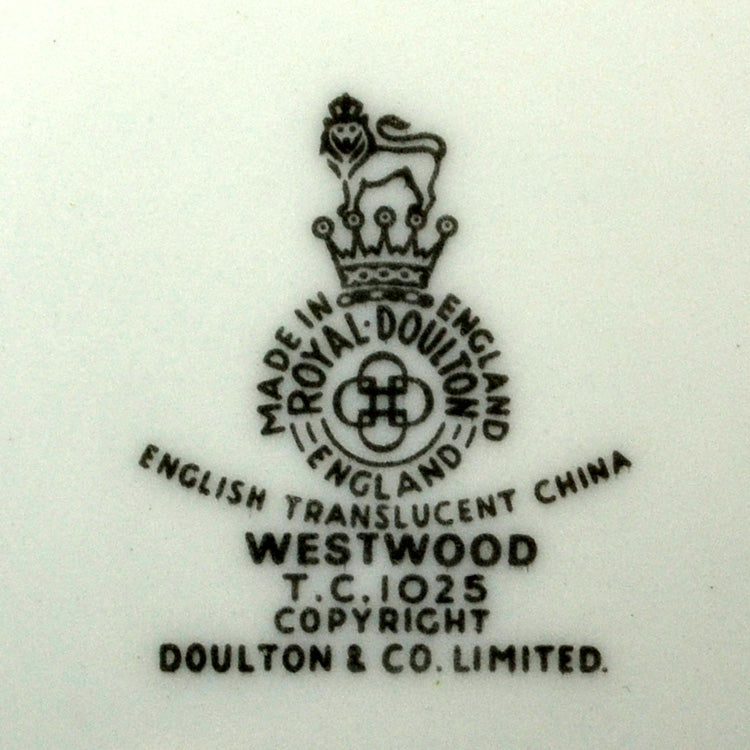 MADE IN ENGLAND
ROYAL·DOULTON
ENGLAND
ENGLISH TRANSLUCENT CHINA
WESTWOOD
T.C.1025
COPYRIGHT
DOULTON & CO. LIMITED.